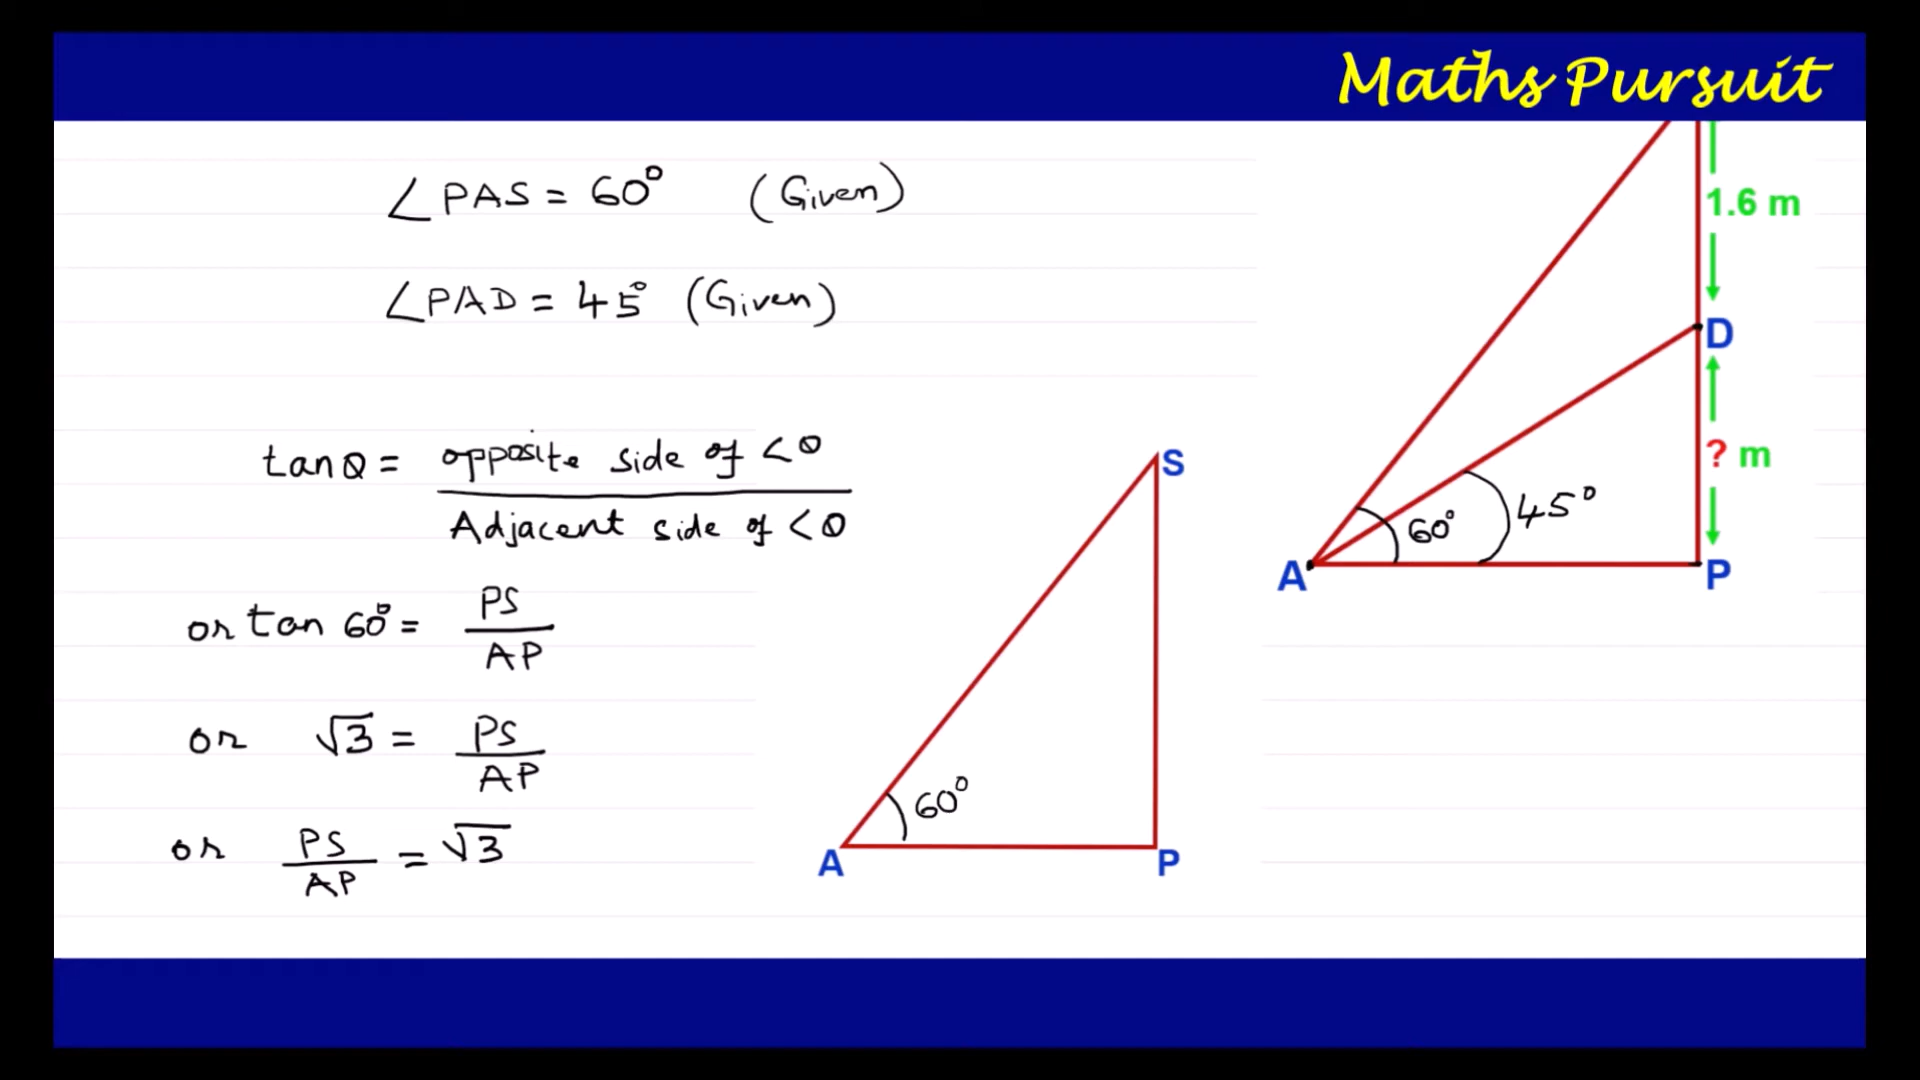 Maths Pursuit
∠PAS = 60° (Given)
∠PAD = 45° (Given)
tanθ = opposite side of <θ
Adjacent side of <θ
or tan 60° = PS
AP
or √3 = PS
AP
or PS = √3
AP
S
60°
A
P
1.6 m
D
? m
60°
45°
A
P